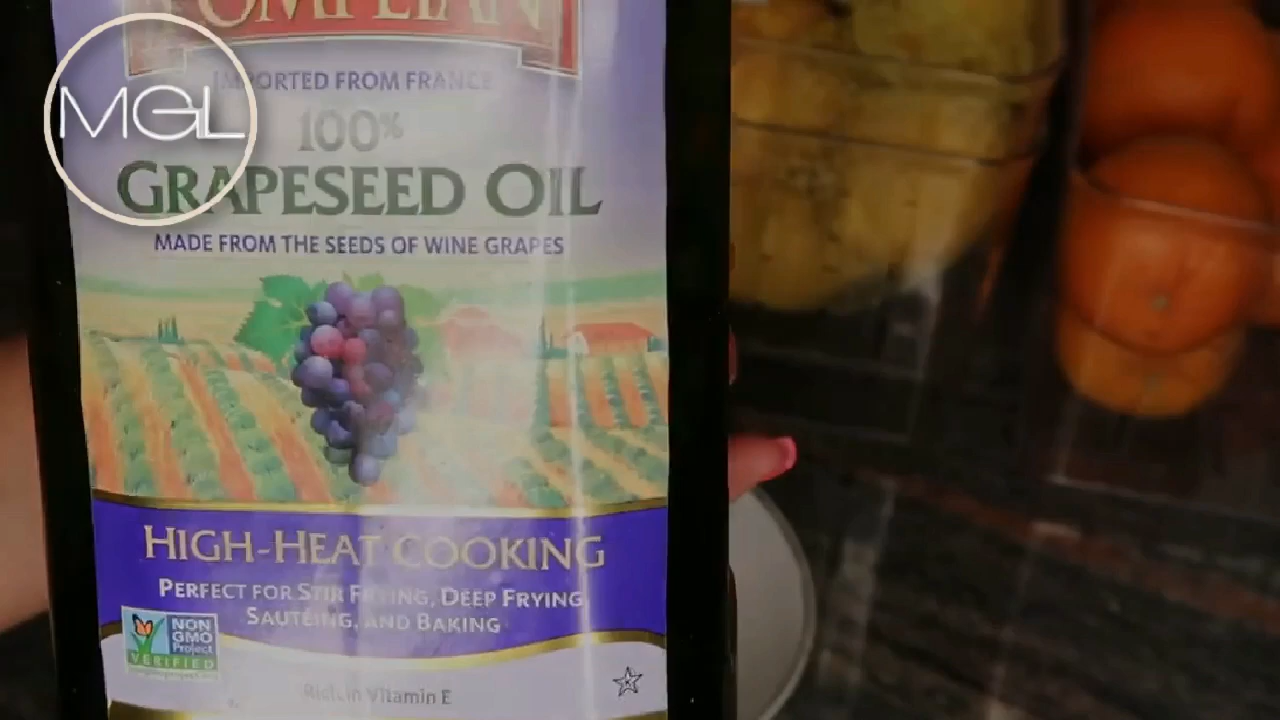 POMPEIAN
IMPORTED FROM FRANCE
MGL
100%
GRAPESEED OIL
MADE FROM THE SEEDS OF WINE GRAPES
HIGH-HEAT COOKING
PERFECT FOR STIR FRYING, DEEP FRYING
SAUTÉING, AND BAKING
NON
GMO
Project
VERIFIED
Rich in Vitamin E
K